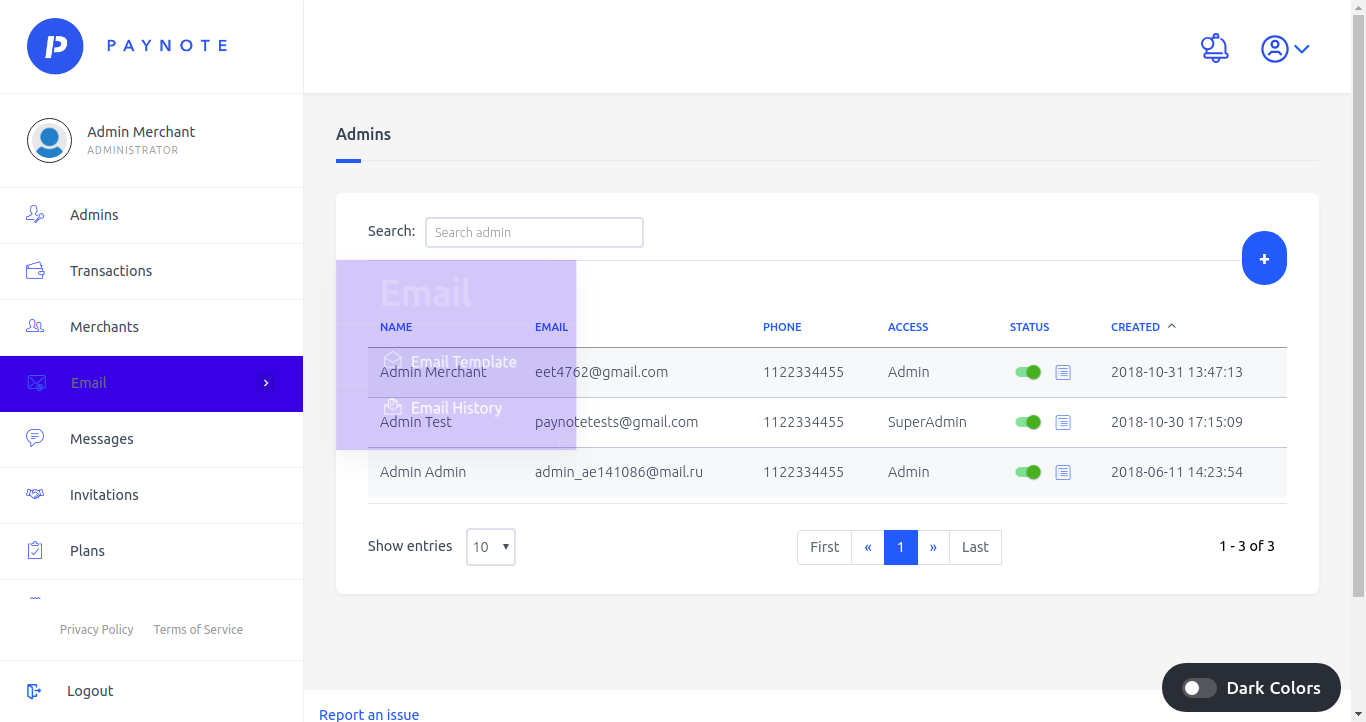 PAYNOTE
Admin Merchant
ADMINISTRATOR
Admins
Transactions
Merchants
Email
Messages
Invitations
Plans
Privacy Policy Terms of Service
Logout
Admins
Search: Search admin
+
Email
Email Template
Email History
NAME EMAIL PHONE ACCESS STATUS CREATED
Admin Merchant eet4762@gmail.com 1122334455 Admin 2018-10-31 13:47:13
Admin Test paynotetests@gmail.com 1122334455 SuperAdmin 2018-10-30 17:15:09
Admin Admin admin_ae141086@mail.ru 1122334455 Admin 2018-06-11 14:23:54
Show entries 10 First « 1 » Last 1 - 3 of 3
Dark Colors
Report an issue